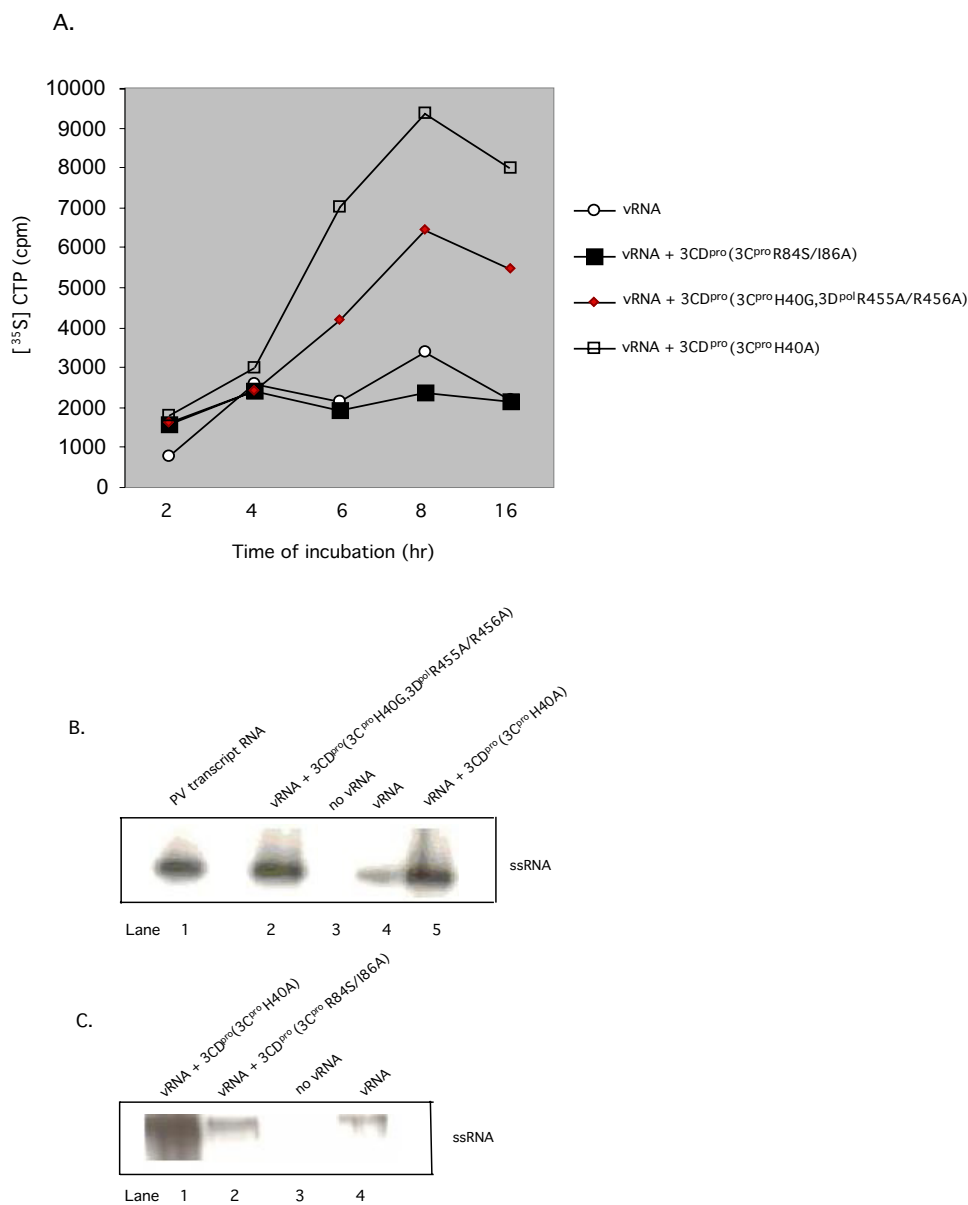 A.
10000
9000
8000
7000
6000
5000
4000
3000
2000
1000
0
[ ³⁵S] CTP (cpm)
2 4 6 8 16
Time of incubation (hr)
vRNA
vRNA + 3CDᵖʳᵒ(3CᵖʳᵒR84S/I86A)
vRNA + 3CDᵖʳᵒ(3CᵖʳᵒH40G,3DᵖᵒˡR455A/R456A)
vRNA + 3CDᵖʳᵒ(3CᵖʳᵒH40A)
B.
PV transcript RNA
vRNA + 3CDᵖʳᵒ(3CᵖʳᵒH40G,3DᵖᵒˡR455A/R456A)
no vRNA
vRNA
vRNA + 3CDᵖʳᵒ(3CᵖʳᵒH40A)
ssRNA
Lane 1 2 3 4 5
C.
vRNA + 3CDᵖʳᵒ(3CᵖʳᵒH40A)
vRNA + 3CDᵖʳᵒ(3CᵖʳᵒR84S/I86A)
no vRNA
vRNA
ssRNA
Lane 1 2 3 4